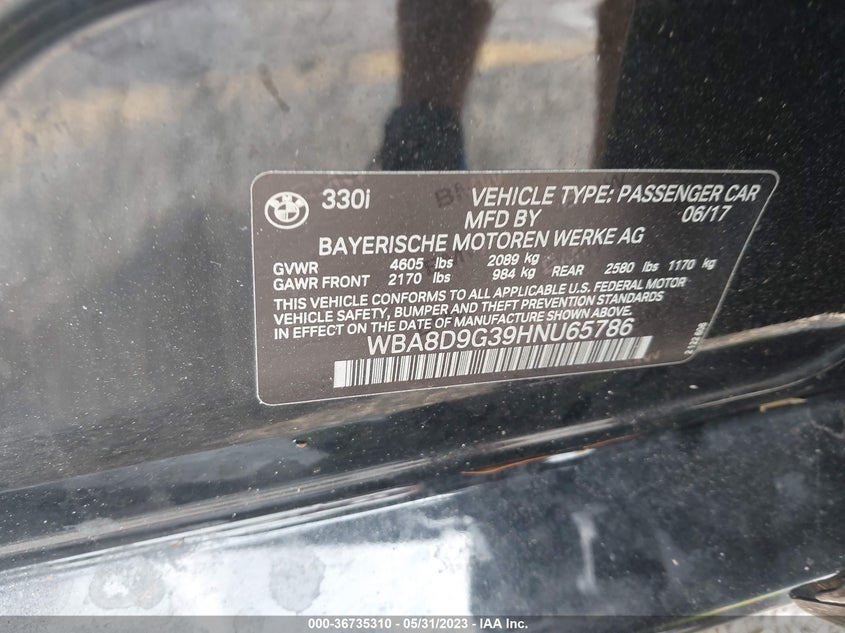 330i VEHICLE TYPE: PASSENGER CAR
MFD BY 06/17
BAYERISCHE MOTOREN WERKE AG
GVWR 4605 lbs 2089 kg
GAWR FRONT 2170 lbs 984 kg REAR 2580 lbs 1170 kg
THIS VEHICLE CONFORMS TO ALL APPLICABLE U.S. FEDERAL MOTOR
VEHICLE SAFETY, BUMPER AND THEFT PREVENTION STANDARDS
IN EFFECT ON THE DATE OF MANUFACTURE SHOWN ABOVE.
WBA8D9G39HNU65786
000-36735310 - 05/31/2023 - IAA Inc.